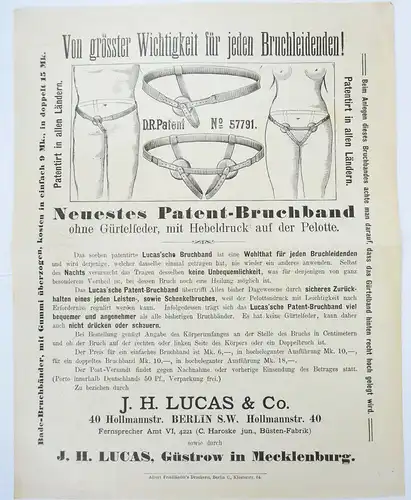 Von grösster Wichtigkeit für jeden Bruchleidenden!
Bade-Bruchbänder, mit Gummi überzogen, kosten in einfach 9 Mk., in doppelt 15 Mk.
Patentirt in allen Ländern.
D.R.Patent No 57791.
Patentirt in allen Ländern.
Beim Anlegen dieses Bruchbandes achte man darauf, dass das Gürtelband hinten recht hoch gelegt wird.
Neuestes Patent-Bruchband
ohne Gürtelfeder, mit Hebeldruck auf der Pelotte.
Das soeben patentirte Lucas'sche Bruchband ist eine Wohlthat für jeden Bruchleidenden
und wird derjenige, welcher dasselbe einmal getragen hat, nie wieder ein anderes anwenden. Selbst
des Nachts verursacht das Tragen desselben keine Unbequemlichkeit, was für denjenigen von ganz
besonderem Vortheil ist, bei dessen Bruch noch eine Heilung möglich ist.
Das Lucas'sche Patent-Bruchband übertrifft Alles bisher Dagewesene durch sicheres Zurück-
halten eines jeden Leisten-, sowie Schenkelbruches, weil der Pelottendruck mit Leichtigkeit nach
Erforderniss regulirt werden kann. Infolgedessen trägt sich das Lucas'sche Patent-Bruchband viel
bequemer und angenehmer als alle bisherigen Bruchbänder. Es hat keine Gürtelfeder, kann daher
auch nicht drücken oder scheuern.
Bei Bestellung genügt Angabe des Körperumfanges an der Stelle des Bruchs in Centimetern
und ob der Bruch auf der rechten oder linken Seite des Körpers oder ein Doppelbruch ist.
Der Preis für ein einfaches Bruchband ist Mk. 6,—, in hocheleganter Ausführung Mk. 10,—,
für ein doppeltes Bruchband Mk. 10,—, in hocheleganter Ausführung Mk. 18,—.
Der Post-Versandt findet gegen Nachnahme oder vorherige Einsendung des Betrages statt.
(Porto innerhalb Deutschlands 50 Pf., Verpackung frei.)
Zu beziehen durch
J. H. LUCAS & Co.
40 Hollmannstr. BERLIN S.W. Hollmannstr. 40
Fernsprecher Amt VI, 4221 (C. Haroske jun., Büsten-Fabrik)
sowie durch
J. H. LUCAS, Güstrow in Mecklenburg.
Druckerei, Berlin C.